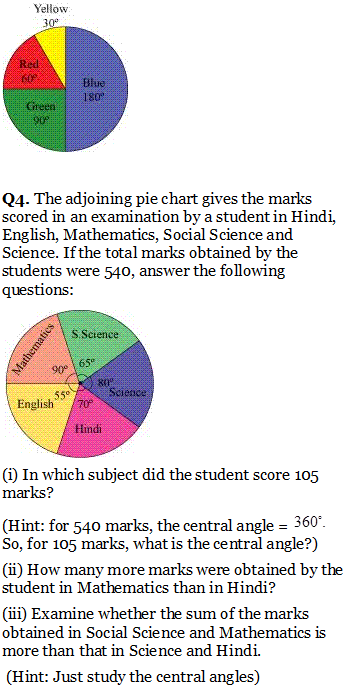 Yellow
30°
Red
60°
Blue
180°
Green
90°
Q4. The adjoining pie chart gives the marks
scored in an examination by a student in Hindi,
English, Mathematics, Social Science and
Science. If the total marks obtained by the
students were 540, answer the following
questions:
S.Science
Mathematics
65°
90°
80°
Science
55°
English
70°
Hindi
(i) In which subject did the student score 105
marks?
(Hint: for 540 marks, the central angle = 360°.
So, for 105 marks, what is the central angle?)
(ii) How many more marks were obtained by the
student in Mathematics than in Hindi?
(iii) Examine whether the sum of the marks
obtained in Social Science and Mathematics is
more than that in Science and Hindi.
(Hint: Just study the central angles)